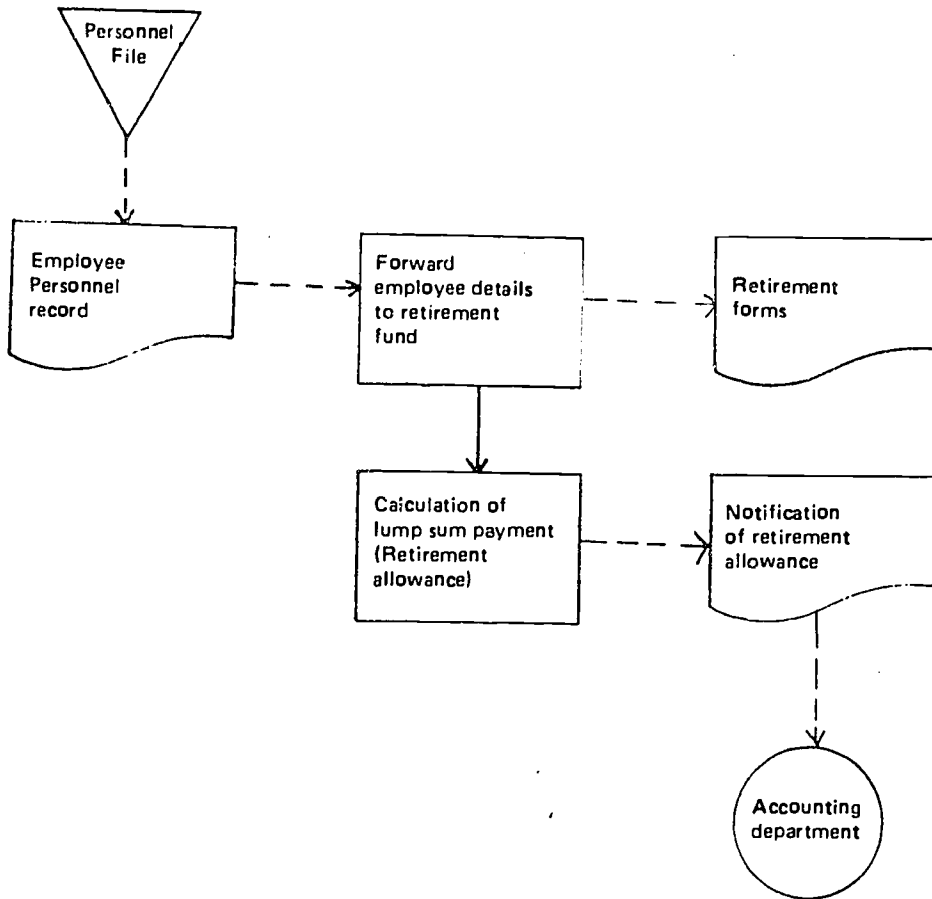 Personnel
File
Employee
Personnel
record
Forward
employee details
to retirement
fund
Retirement
forms
Calculation of
lump sum payment
(Retirement
allowance)
Notification
of retirement
allowance
Accounting
department